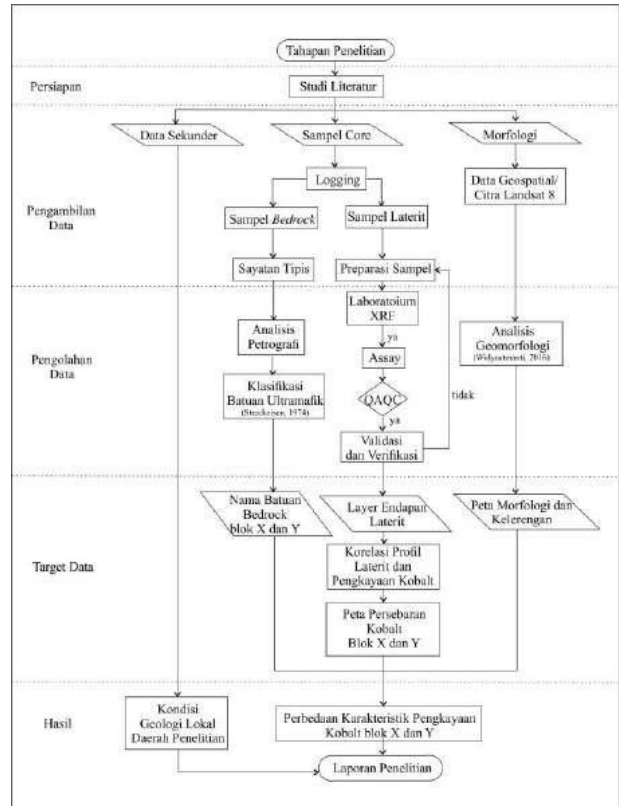 Tahapan Penelitian
Persiapan
Studi Literatur
Data Sekunder
Sampel Core
Morfologi
Logging
Data Geospatial/
Citra Landsat 8
Pengambilan
Data
Sampel Bedrock
Sampel Laterit
Sayatan Tipis
Preparasi Sampel
Laboratoium
XRF
Pengolahan
Data
Analisis
Petrografi
ya
Assay
Analisis
Geomorfologi
Klasifikasi
Batuan Ultramafik
(Streckeisen, 1974)
QAQC
tidak
ya
Validasi
dan Verifikasi
Target Data
Nama Batuan
Bedrock
blok X dan Y
Layer Endapan
Laterit
Peta Morfologi dan
Kelerengan
Korelasi Profil
Laterit dan
Pengkayaan Kobalt
Peta Persebaran
Kobalt
Blok X dan Y
Hasil
Kondisi
Geologi Lokal
Daerah Penelitian
Perbedaan Karakteristik Pengkayaan
Kobalt blok X dan Y
Laporan Penelitian